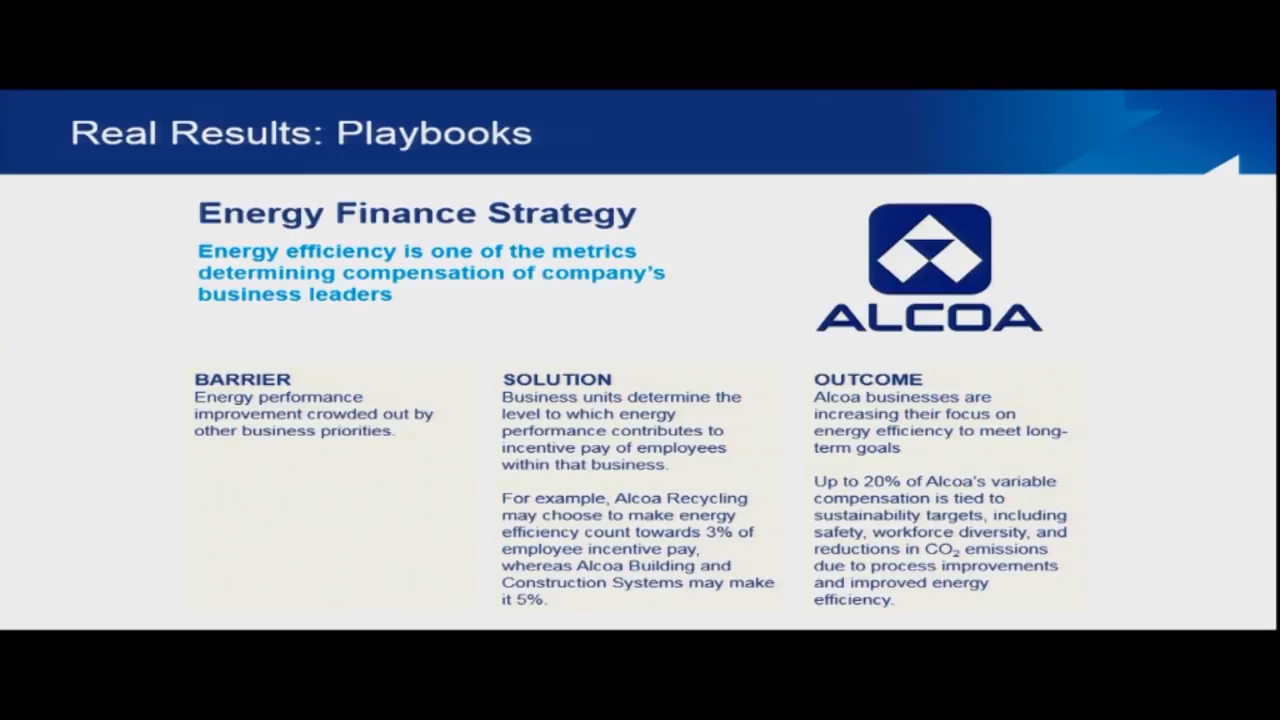 Real Results: Playbooks
Energy Finance Strategy
Energy efficiency is one of the metrics
determining compensation of company's
business leaders
ALCOA
BARRIER
Energy performance
improvement crowded out by
other business priorities.
SOLUTION
Business units determine the
level to which energy
performance contributes to
incentive pay of employees
within that business.
For example, Alcoa Recycling
may choose to make energy
efficiency count towards 3% of
employee incentive pay,
whereas Alcoa Building and
Construction Systems may make
it 5%.
OUTCOME
Alcoa businesses are
increasing their focus on
energy efficiency to meet long-
term goals
Up to 20% of Alcoa's variable
compensation is tied to
sustainability targets, including
safety, workforce diversity, and
reductions in CO₂ emissions
due to process improvements
and improved energy
efficiency.